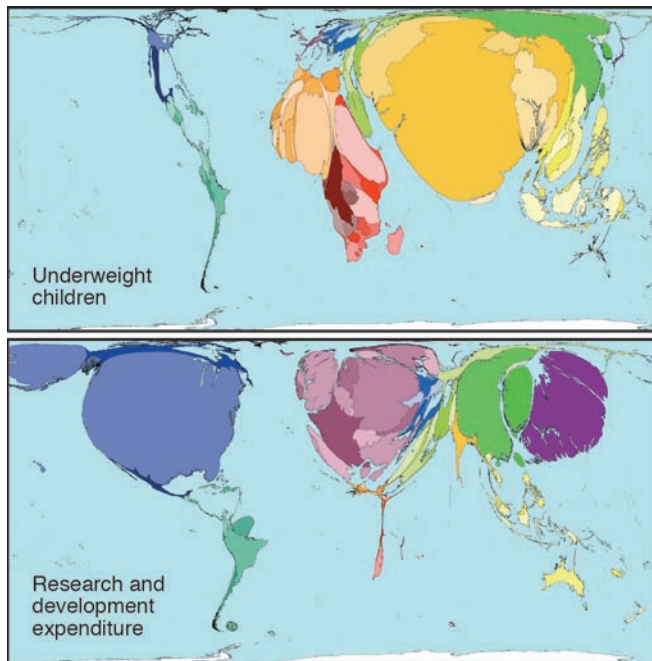 Underweight
children
Research and
development
expenditure